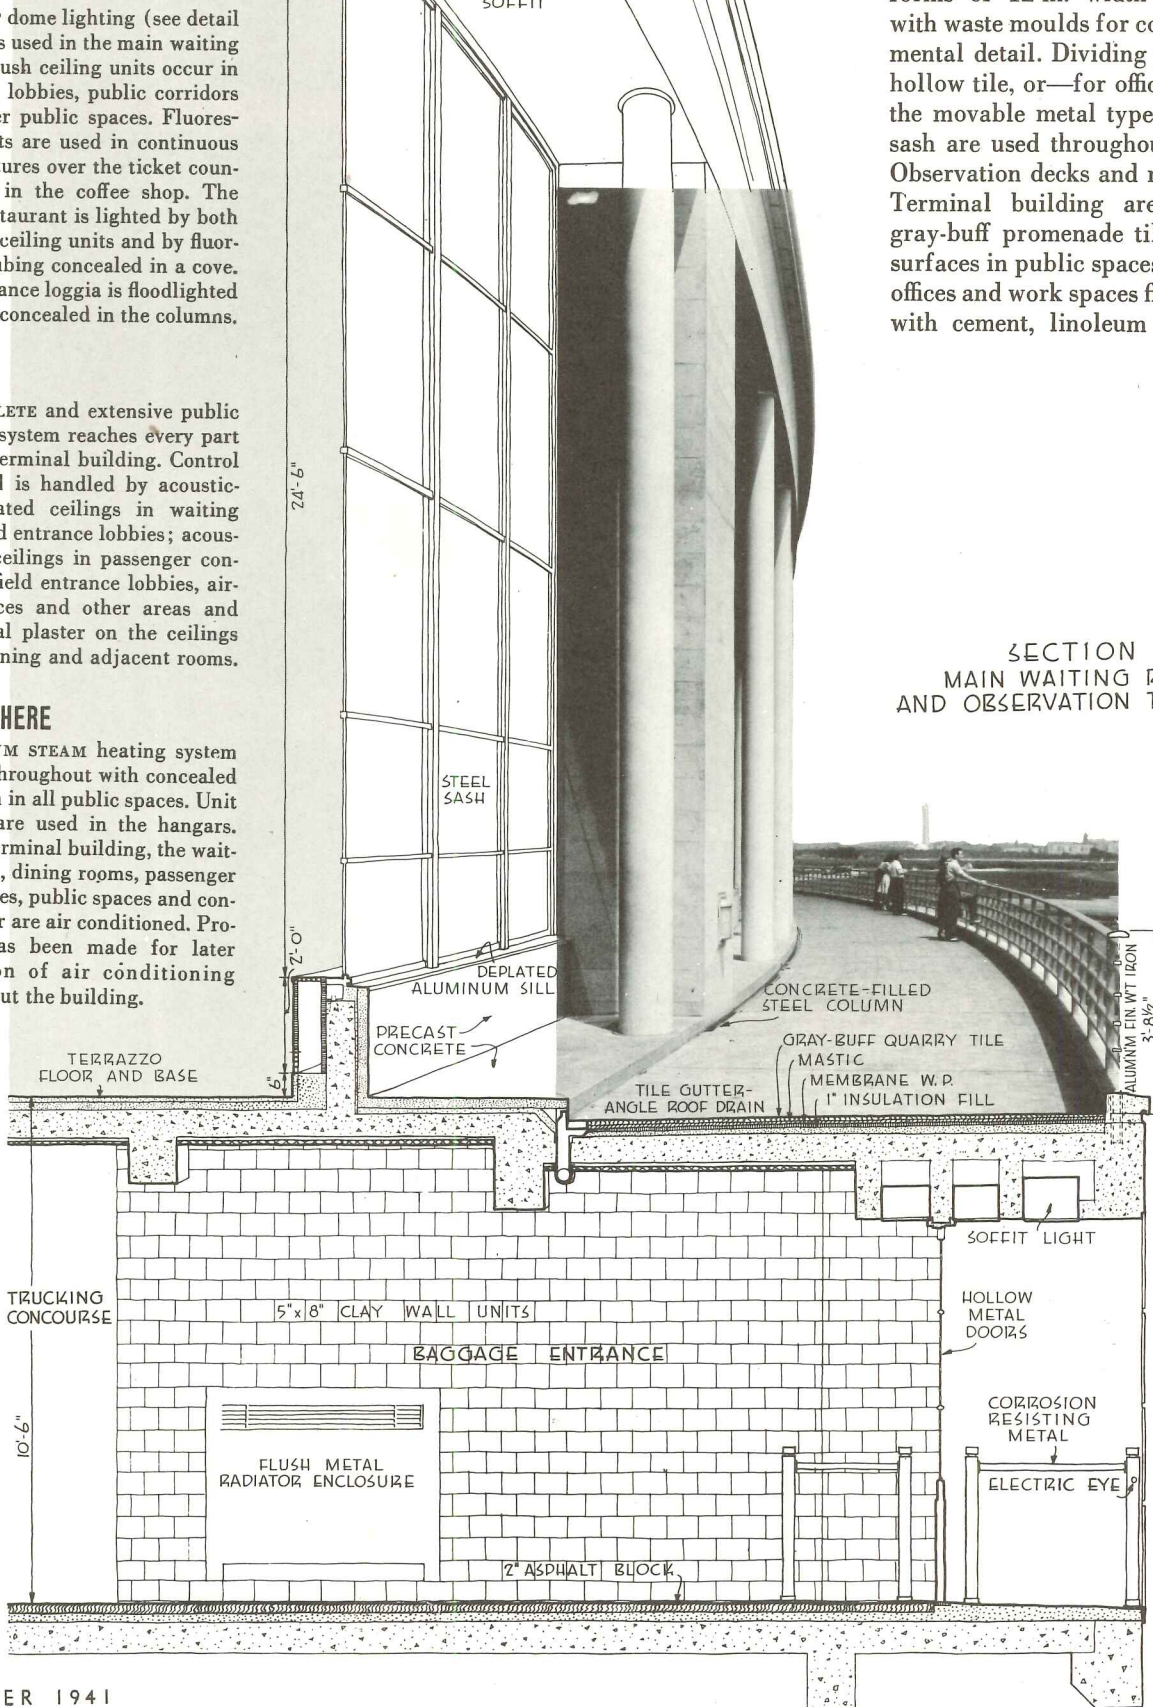 dome lighting (see detail
s used in the main waiting
ush ceiling units occur in
lobbies, public corridors
r public spaces. Fluores-
ts are used in continuous
ures over the ticket coun-
in the coffee shop. The
taurant is lighted by both
ceiling units and by fluor-
bing concealed in a cove.
ance loggia is floodlighted
concealed in the columns.
LETE and extensive public
system reaches every part
erminal building. Control
l is handled by acoustic-
ated ceilings in waiting
d entrance lobbies; acous-
ceilings in passenger con-
ield entrance lobbies, air-
ces and other areas and
al plaster on the ceilings
ning and adjacent rooms.
HERE
M STEAM heating system
hroughout with concealed
n in all public spaces. Unit
are used in the hangars.
rminal building, the wait-
, dining rooms, passenger
es, public spaces and con-
r are air conditioned. Pro-
as been made for later
n of air conditioning
ut the building.
SOFFIT
with waste moulds for co
mental detail. Dividing
hollow tile, or—for offic
the movable metal type
sash are used throughou
Observation decks and r
Terminal building are
gray-buff promenade til
surfaces in public spaces
offices and work spaces fi
with cement, linoleum
SECTION
MAIN WAITING R
AND OBSERVATION T
24'-6"
STEEL
SASH
2'-0"
DEPLATED
ALUMINUM SILL
PRECAST
CONCRETE
CONCRETE-FILLED
STEEL COLUMN
GRAY-BUFF QUARRY TILE
MASTIC
MEMBRANE W.P.
1" INSULATION FILL
TILE GUTTER-
ANGLE ROOF DRAIN
ALUMN'M FIN. WT IRON
3'-8½"
TERRAZZO
FLOOR AND BASE
6"
SOFFIT LIGHT
TRUCKING
CONCOURSE
5"x8" CLAY WALL UNITS
BAGGAGE ENTRANCE
HOLLOW
METAL
DOORS
10'-6"
FLUSH METAL
RADIATOR ENCLOSURE
CORROSION
RESISTING
METAL
ELECTRIC EYE
2" ASPHALT BLOCK
ER 1941